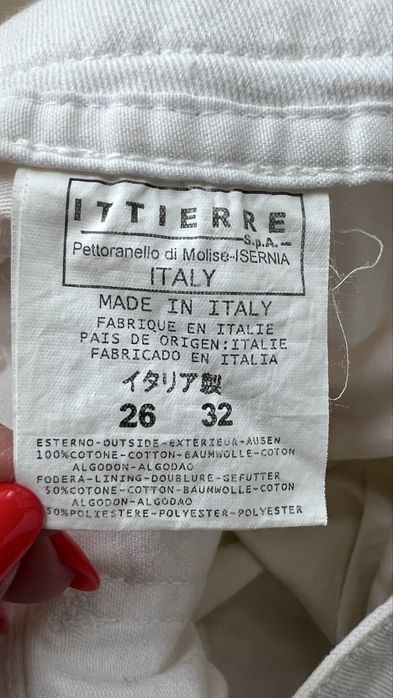 ITTIERRE
S.p.A.
Pettoranello di Molise-ISERNIA
ITALY
MADE IN ITALY
FABRIQUE EN ITALIE
PAIS DE ORIGEN:ITALIE
FABRICADO EN ITALIA
イタリア製
26 32
ESTERNO-OUTSIDE-EXTERIEUR-AUSEN
100%COTONE-COTTON-BAUMWOLLE-COTON
ALGODON-ALGODAO
FODERA-LINING-DOUBLURE-GEFUTTER
50%COTONE-COTTON-BAUMWOLLE-COTON
ALGODON-ALGODAO
50%POLIESTERE-POLYESTER-POLYESTER